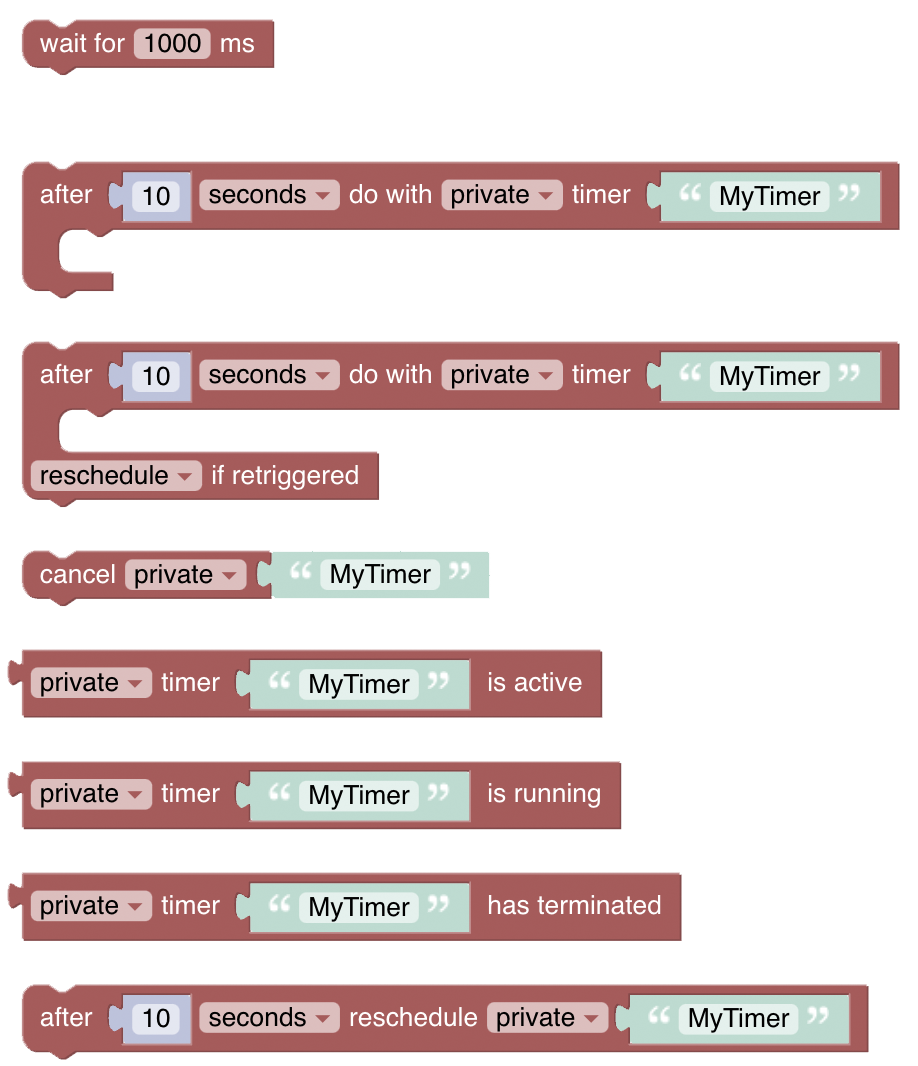 wait for 1000 ms
after 10 seconds do with private timer “ MyTimer ”
after 10 seconds do with private timer “ MyTimer ”
reschedule if retriggered
cancel private “ MyTimer ”
private timer “ MyTimer ” is active
private timer “ MyTimer ” is running
private timer “ MyTimer ” has terminated
after 10 seconds reschedule private “ MyTimer ”